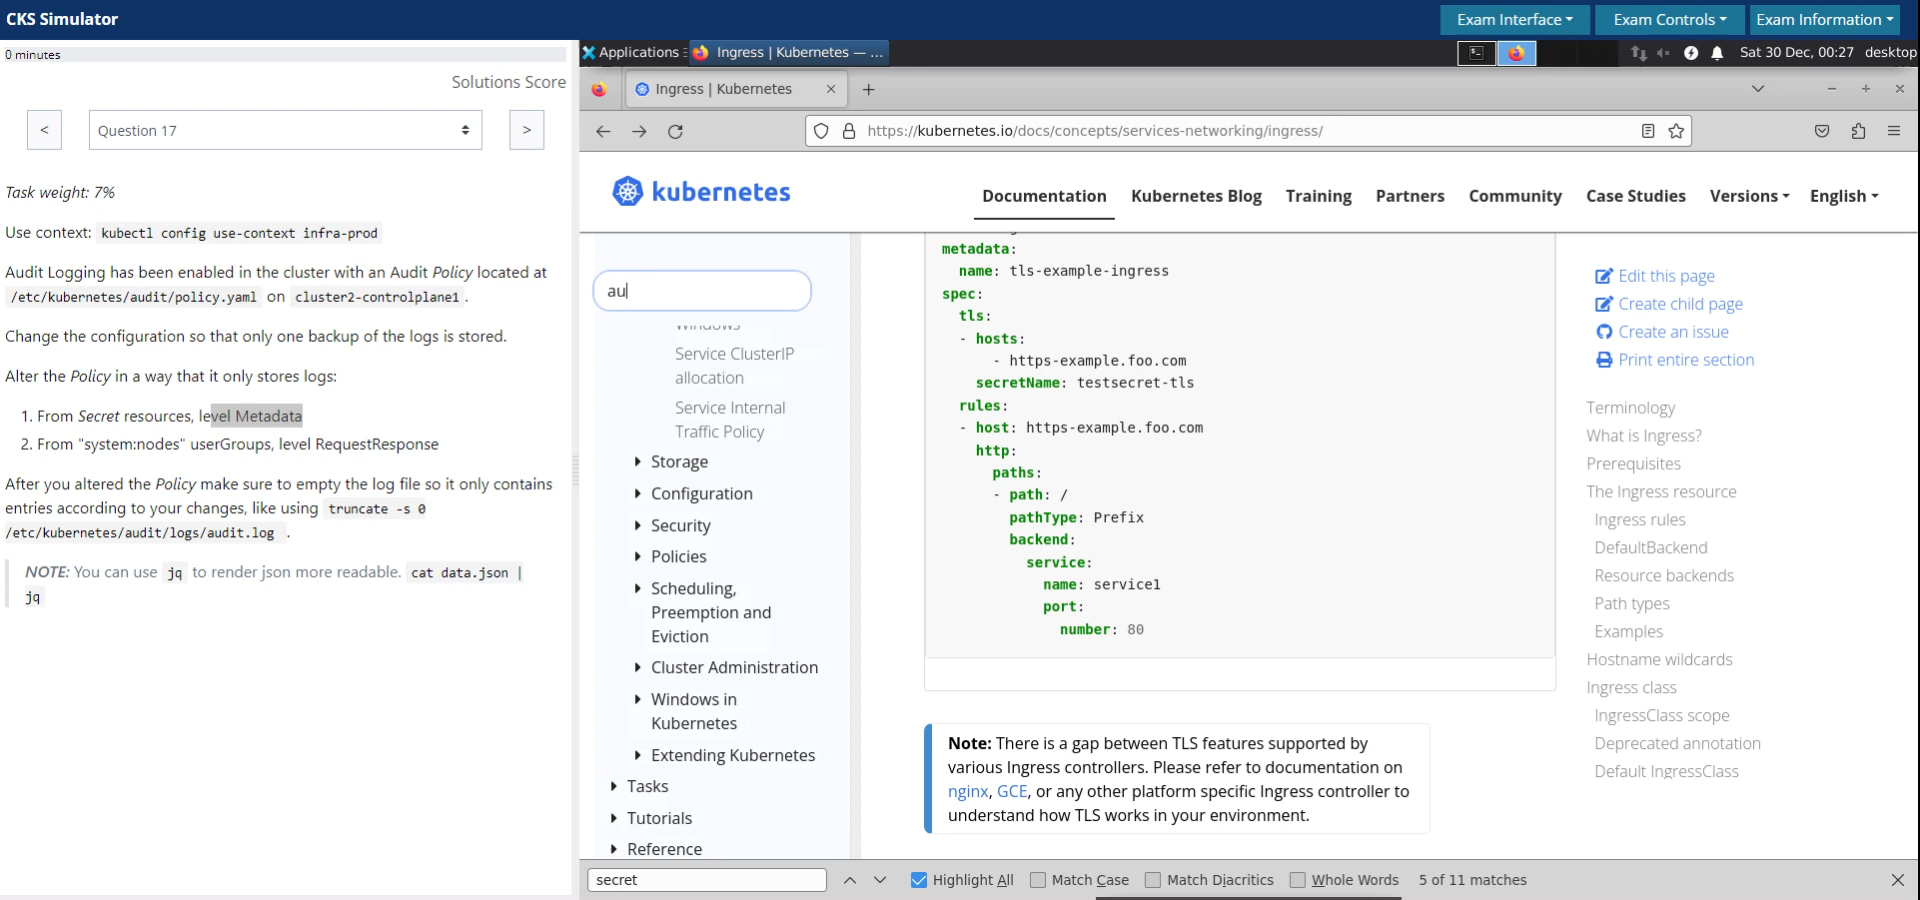 CKS Simulator
Exam Interface
Exam Controls
Exam Information
0 minutes
Solutions Score
<
Question 17
>
Task weight: 7%
Use context: kubectl config use-context infra-prod
Audit Logging has been enabled in the cluster with an Audit Policy located at
/etc/kubernetes/audit/policy.yaml on cluster2-controlplane1.
Change the configuration so that only one backup of the logs is stored.
Alter the Policy in a way that it only stores logs:
1. From Secret resources, level Metadata
2. From "system:nodes" userGroups, level RequestResponse
After you altered the Policy make sure to empty the log file so it only contains
entries according to your changes, like using truncate -s 0
/etc/kubernetes/audit/logs/audit.log .
NOTE: You can use jq to render json more readable. cat data.json |
jq
Applications
Ingress | Kubernetes — ...
Sat 30 Dec, 00:27 desktop
Ingress | Kubernetes
https://kubernetes.io/docs/concepts/services-networking/ingress/
kubernetes
Documentation
Kubernetes Blog
Training
Partners
Community
Case Studies
Versions
English
au
Windows
Service ClusterIP
allocation
Service Internal
Traffic Policy
Storage
Configuration
Security
Policies
Scheduling,
Preemption and
Eviction
Cluster Administration
Windows in
Kubernetes
Extending Kubernetes
Tasks
Tutorials
Reference
metadata:
name: tls-example-ingress
spec:
tls:
- hosts:
- https-example.foo.com
secretName: testsecret-tls
rules:
- host: https-example.foo.com
http:
paths:
- path: /
pathType: Prefix
backend:
service:
name: service1
port:
number: 80
Note: There is a gap between TLS features supported by
various Ingress controllers. Please refer to documentation on
nginx, GCE, or any other platform specific Ingress controller to
understand how TLS works in your environment.
Edit this page
Create child page
Create an issue
Print entire section
Terminology
What is Ingress?
Prerequisites
The Ingress resource
Ingress rules
DefaultBackend
Resource backends
Path types
Examples
Hostname wildcards
Ingress class
IngressClass scope
Deprecated annotation
Default IngressClass
secret
Highlight All
Match Case
Match Diacritics
Whole Words
5 of 11 matches